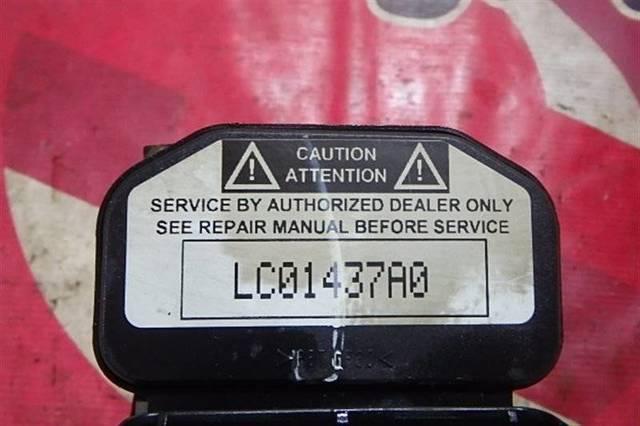 CAUTION
ATTENTION
SERVICE BY AUTHORIZED DEALER ONLY
SEE REPAIR MANUAL BEFORE SERVICE
LC01437A0